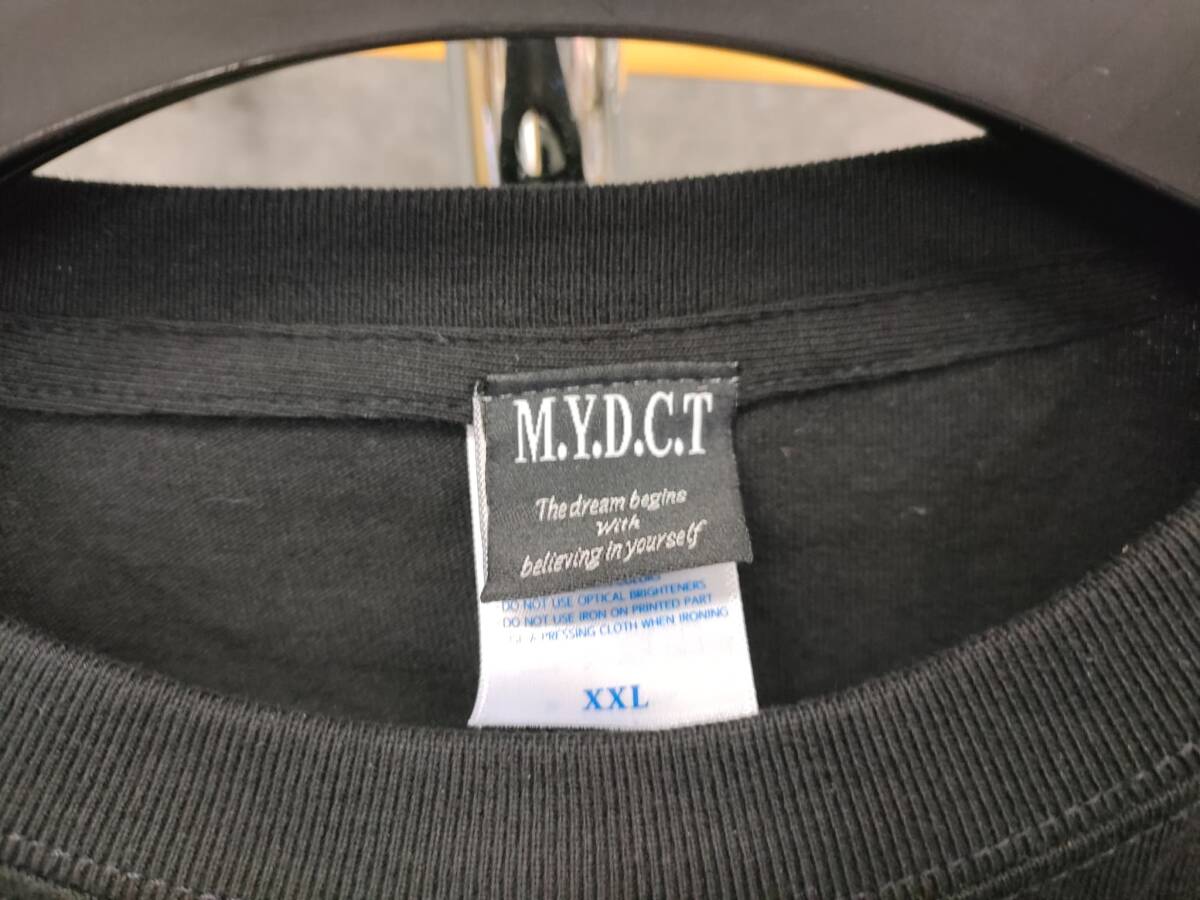 M.Y.D.C.T
The dream begins
with
believing in yourself
COLORS
DO NOT USE OPTICAL BRIGHTENERS
DO NOT USE IRON ON PRINTED PART
PRESSING CLOTH WHEN IRONING
XXL